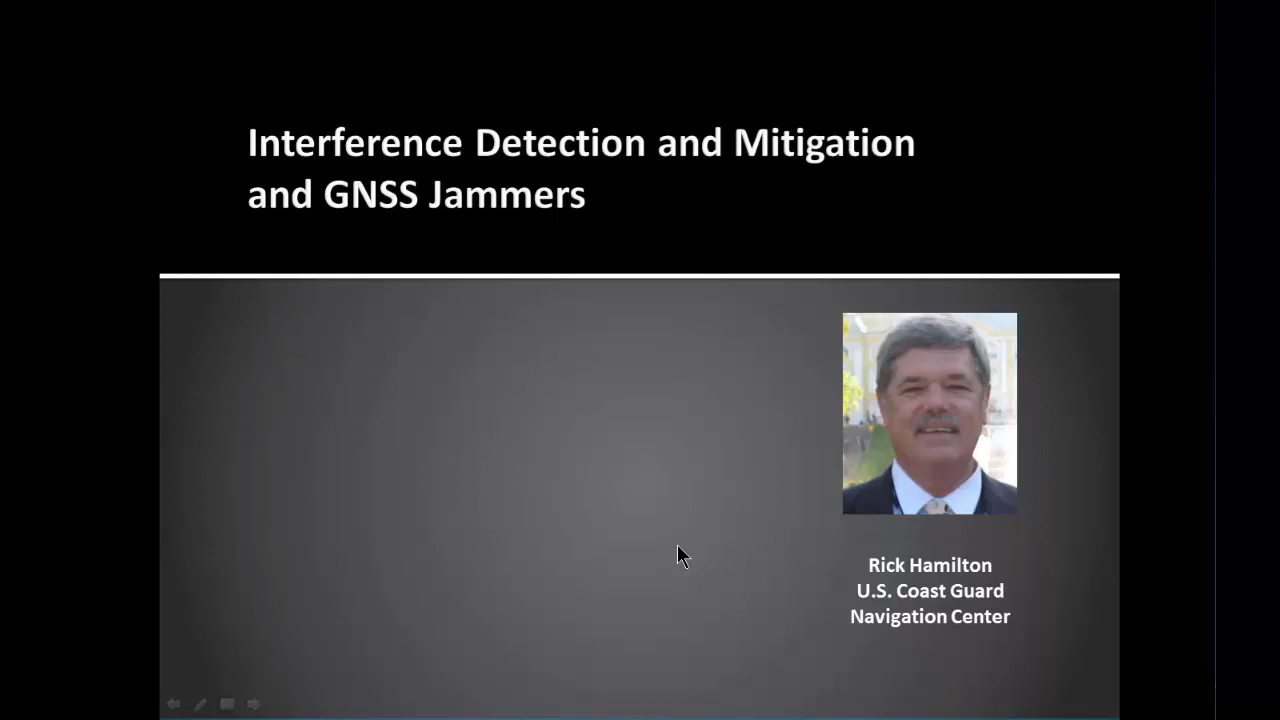 Interference Detection and Mitigation
and GNSS Jammers
Rick Hamilton
U.S. Coast Guard
Navigation Center